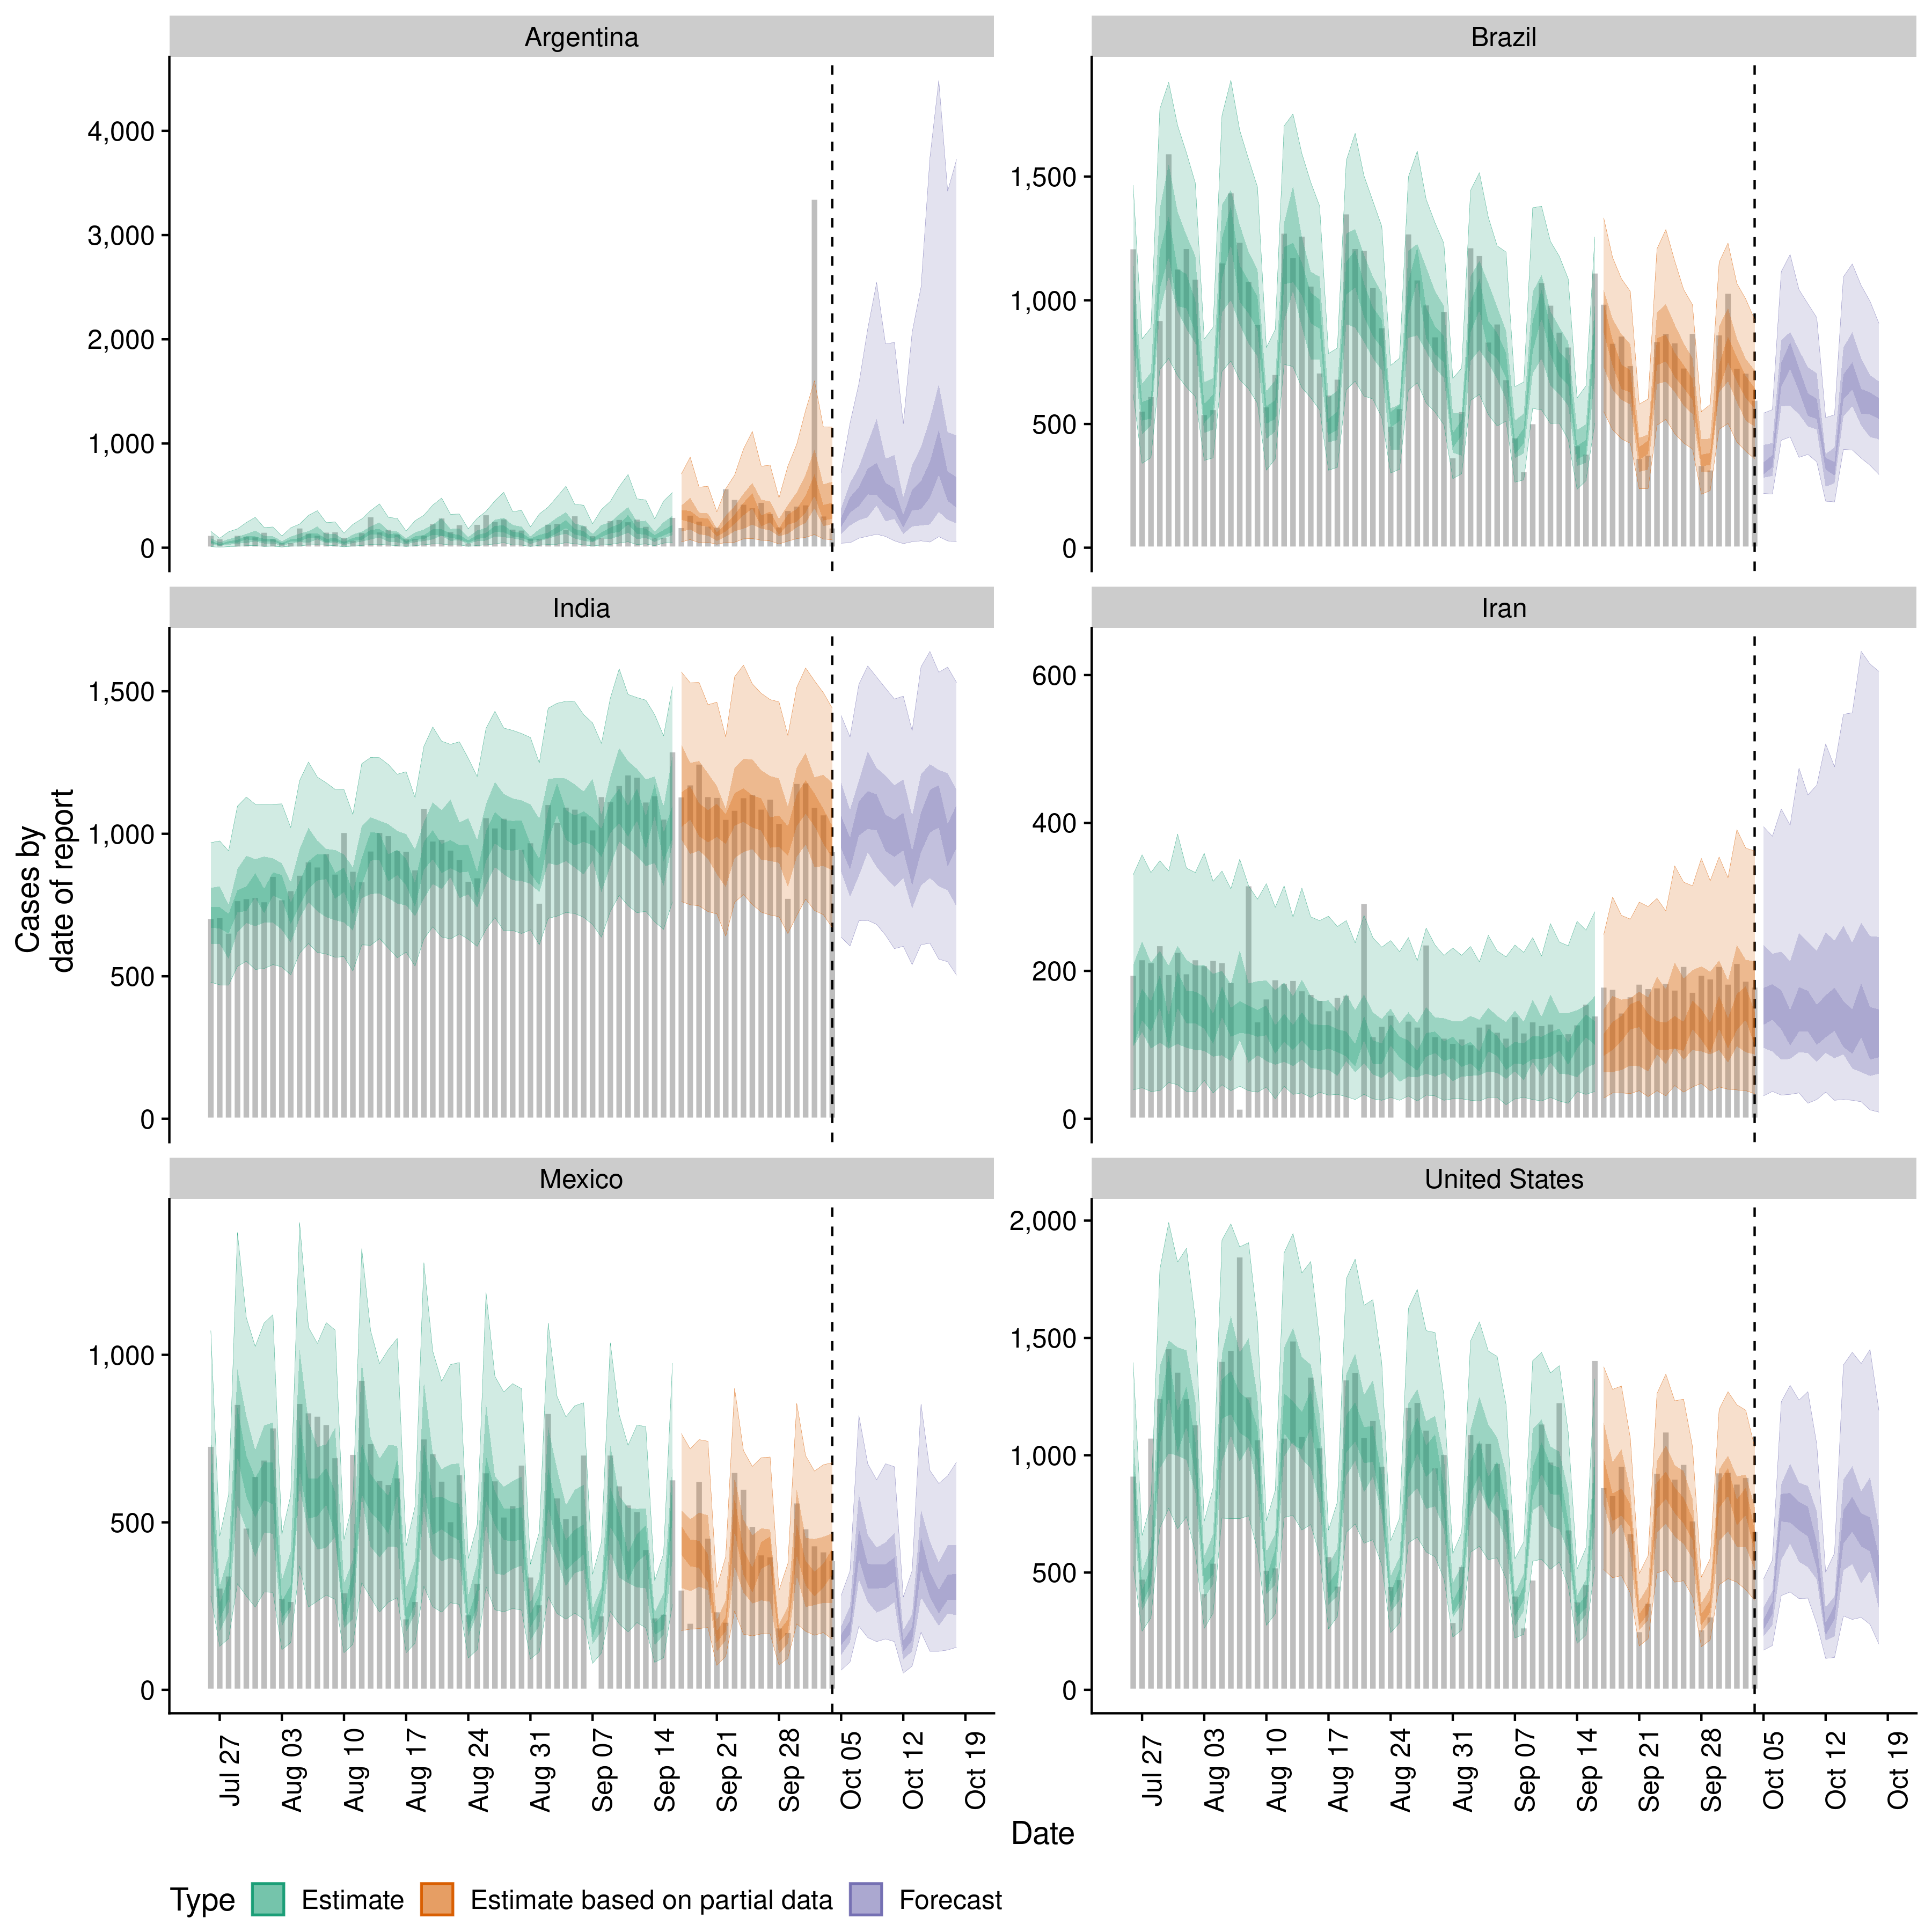 Argentina
Brazil
4,000
3,000
2,000
1,000
0
1,500
1,000
500
0
India
Iran
1,500
1,000
500
0
600
400
200
0
Cases by
date of report
Mexico
United States
1,000
500
0
2,000
1,500
1,000
500
0
Jul 27
Aug 03
Aug 10
Aug 17
Aug 24
Aug 31
Sep 07
Sep 14
Sep 21
Sep 28
Oct 05
Oct 12
Oct 19
Jul 27
Aug 03
Aug 10
Aug 17
Aug 24
Aug 31
Sep 07
Sep 14
Sep 21
Sep 28
Oct 05
Oct 12
Oct 19
Date
Type Estimate Estimate based on partial data Forecast